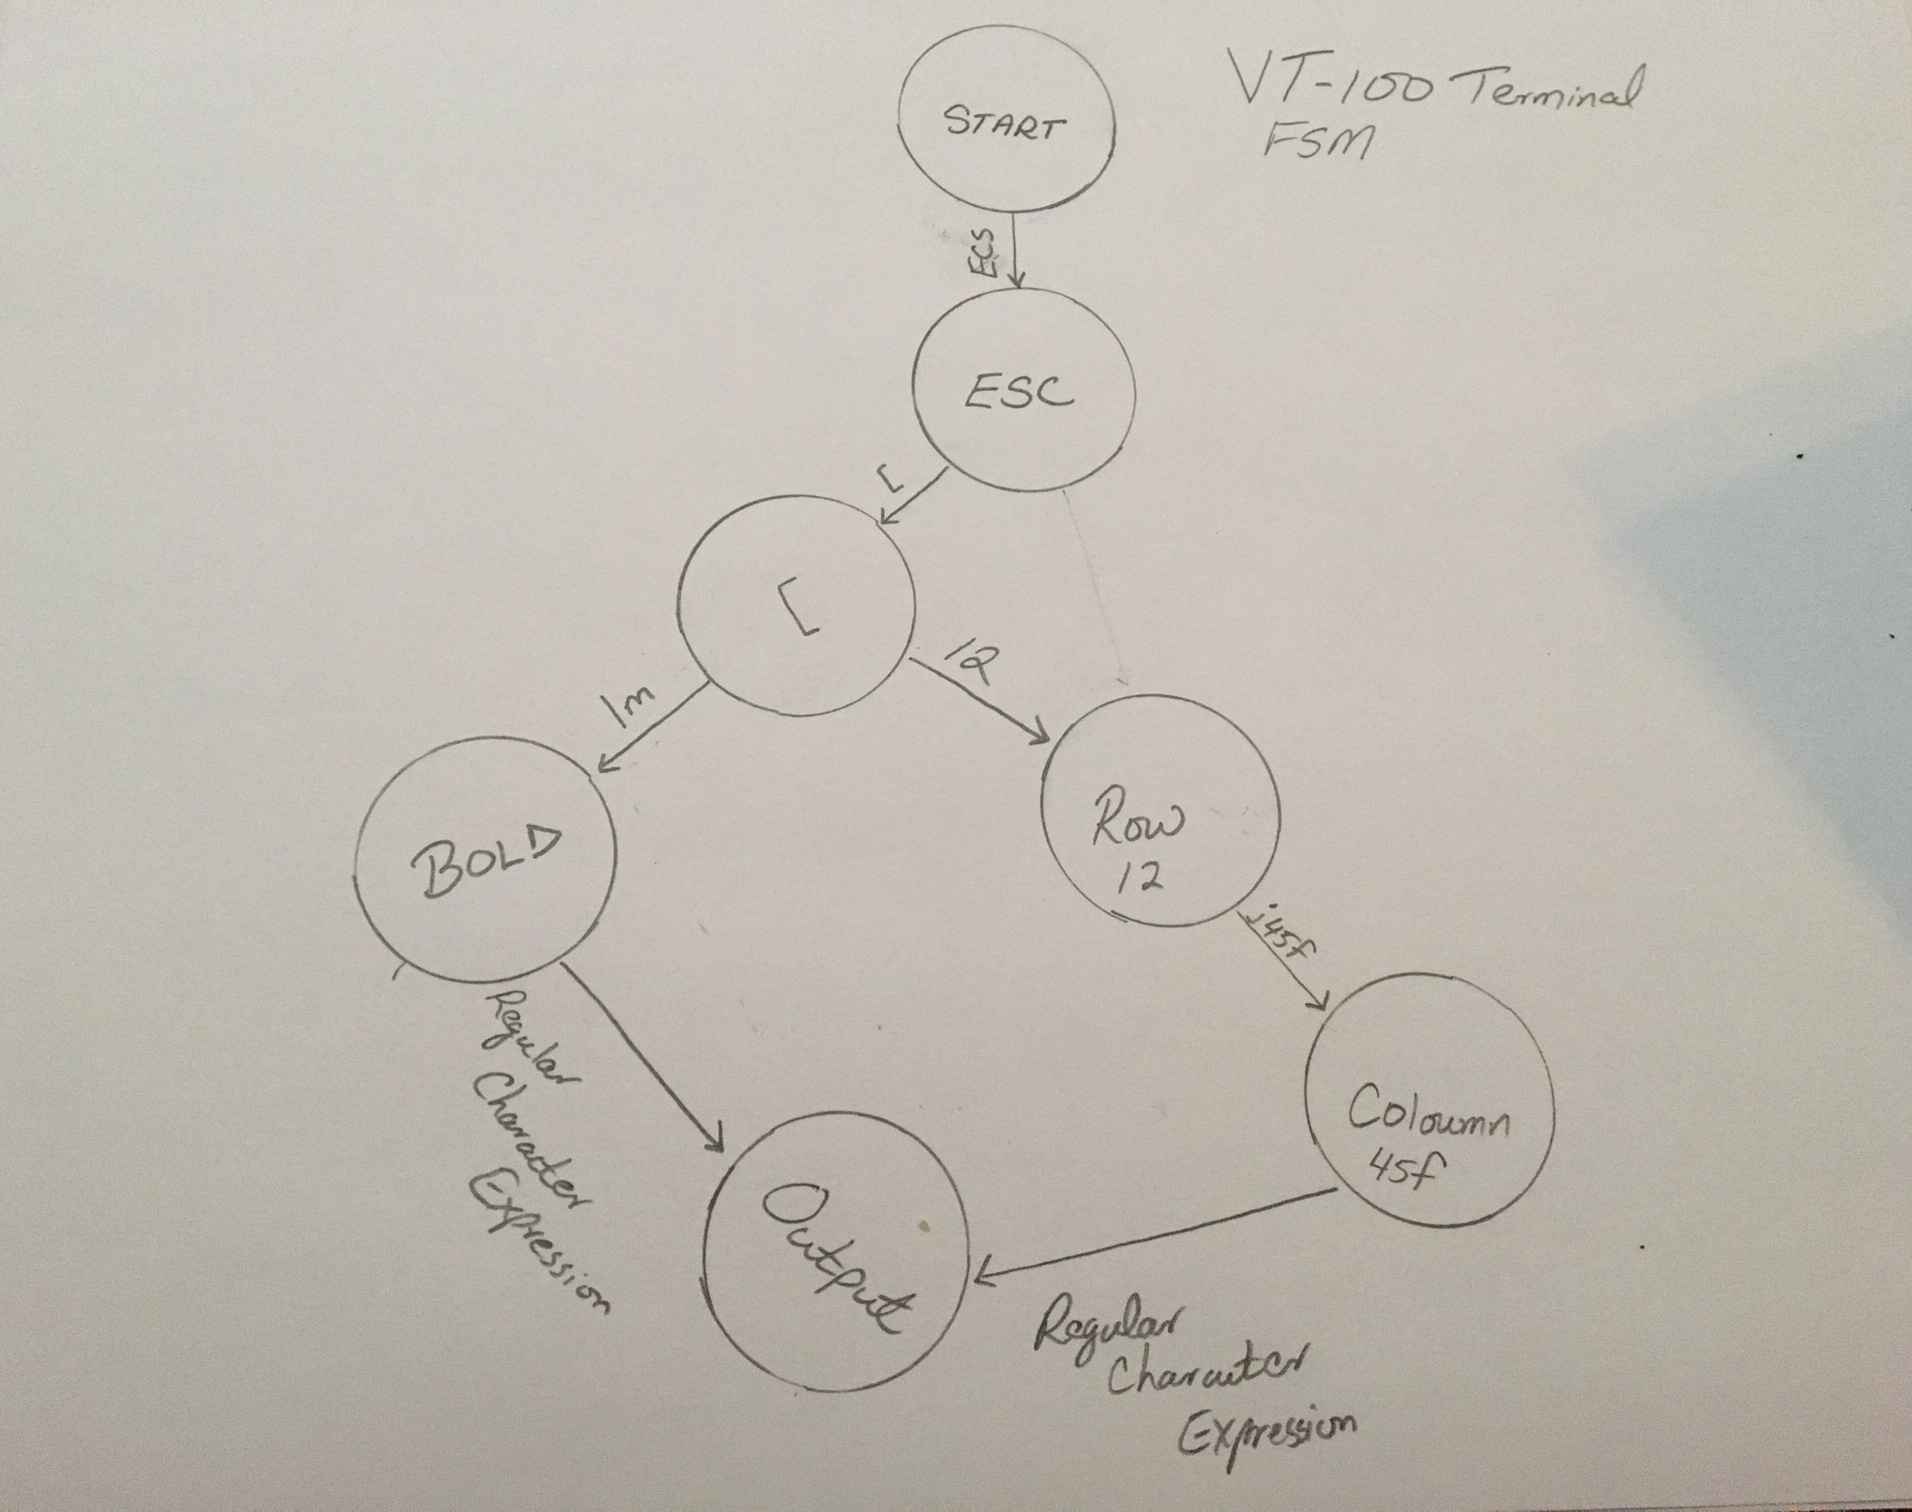 VT-100 Terminal
FSM
START
Ecs
ESC
[
[
12
1m
Row
12
BOLD
;45f
Coloumn
45f
Regular
Character
Expression
Output
Regular
Character
Expression